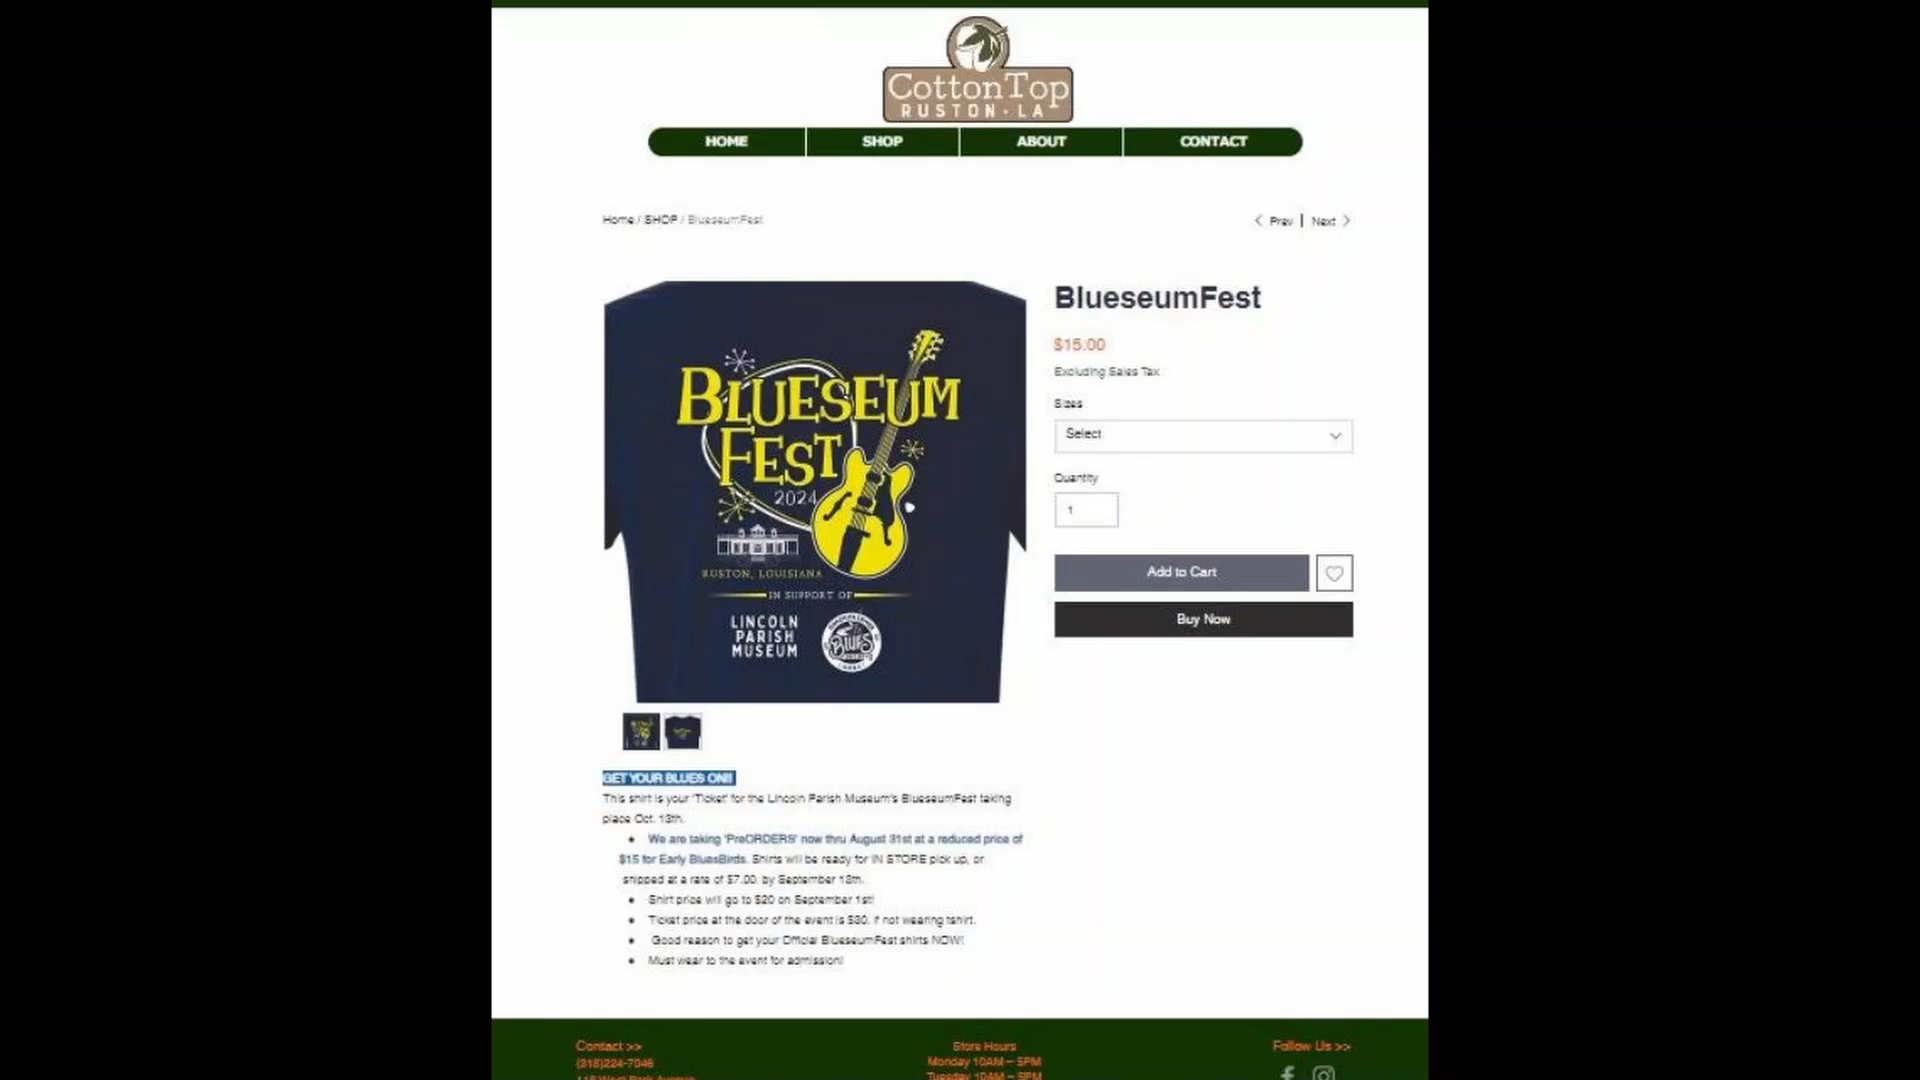 CottonTop
RUSTON · LA
HOME SHOP ABOUT CONTACT
Home / SHOP / BlueseumFest
Prev | Next
BLUESEUM
FEST
2024
RUSTON, LOUISIANA
IN SUPPORT OF
LINCOLN
PARISH
MUSEUM
BLUES
BlueseumFest
$15.00
Excluding Sales Tax
Sizes
Select
Quantity
1
Add to Cart
Buy Now
GET YOUR BLUES ON!!
This shirt is your 'Ticket' for the Lincoln Parish Museum's BlueseumFest taking
place Oct. 13th.
We are taking 'PreORDERS' now thru August 31st at a reduced price of
$15 for Early BluesBirds. Shirts will be ready for IN STORE pick up, or
shipped at a rate of $7.00. by September 13th.
Shirt price will go to $20 on September 1st!
Ticket price at the door of the event is $30. if not wearing tshirt.
Good reason to get your Official BlueseumFest shirts NOW!
Must wear to the event for admission!
Contact >>
(318)224-7046
Store Hours
Monday 10AM – 5PM
Tuesday 10AM – 5PM
Follow Us >>